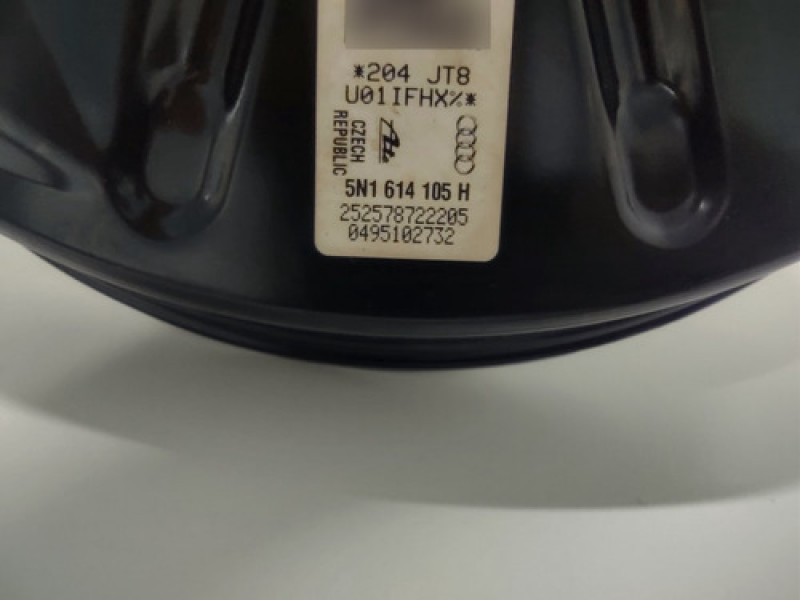 *204 JT8
U01IFHX%*
CZECH
REPUBLIC
5N1 614 105 H
252578722205
0495102732